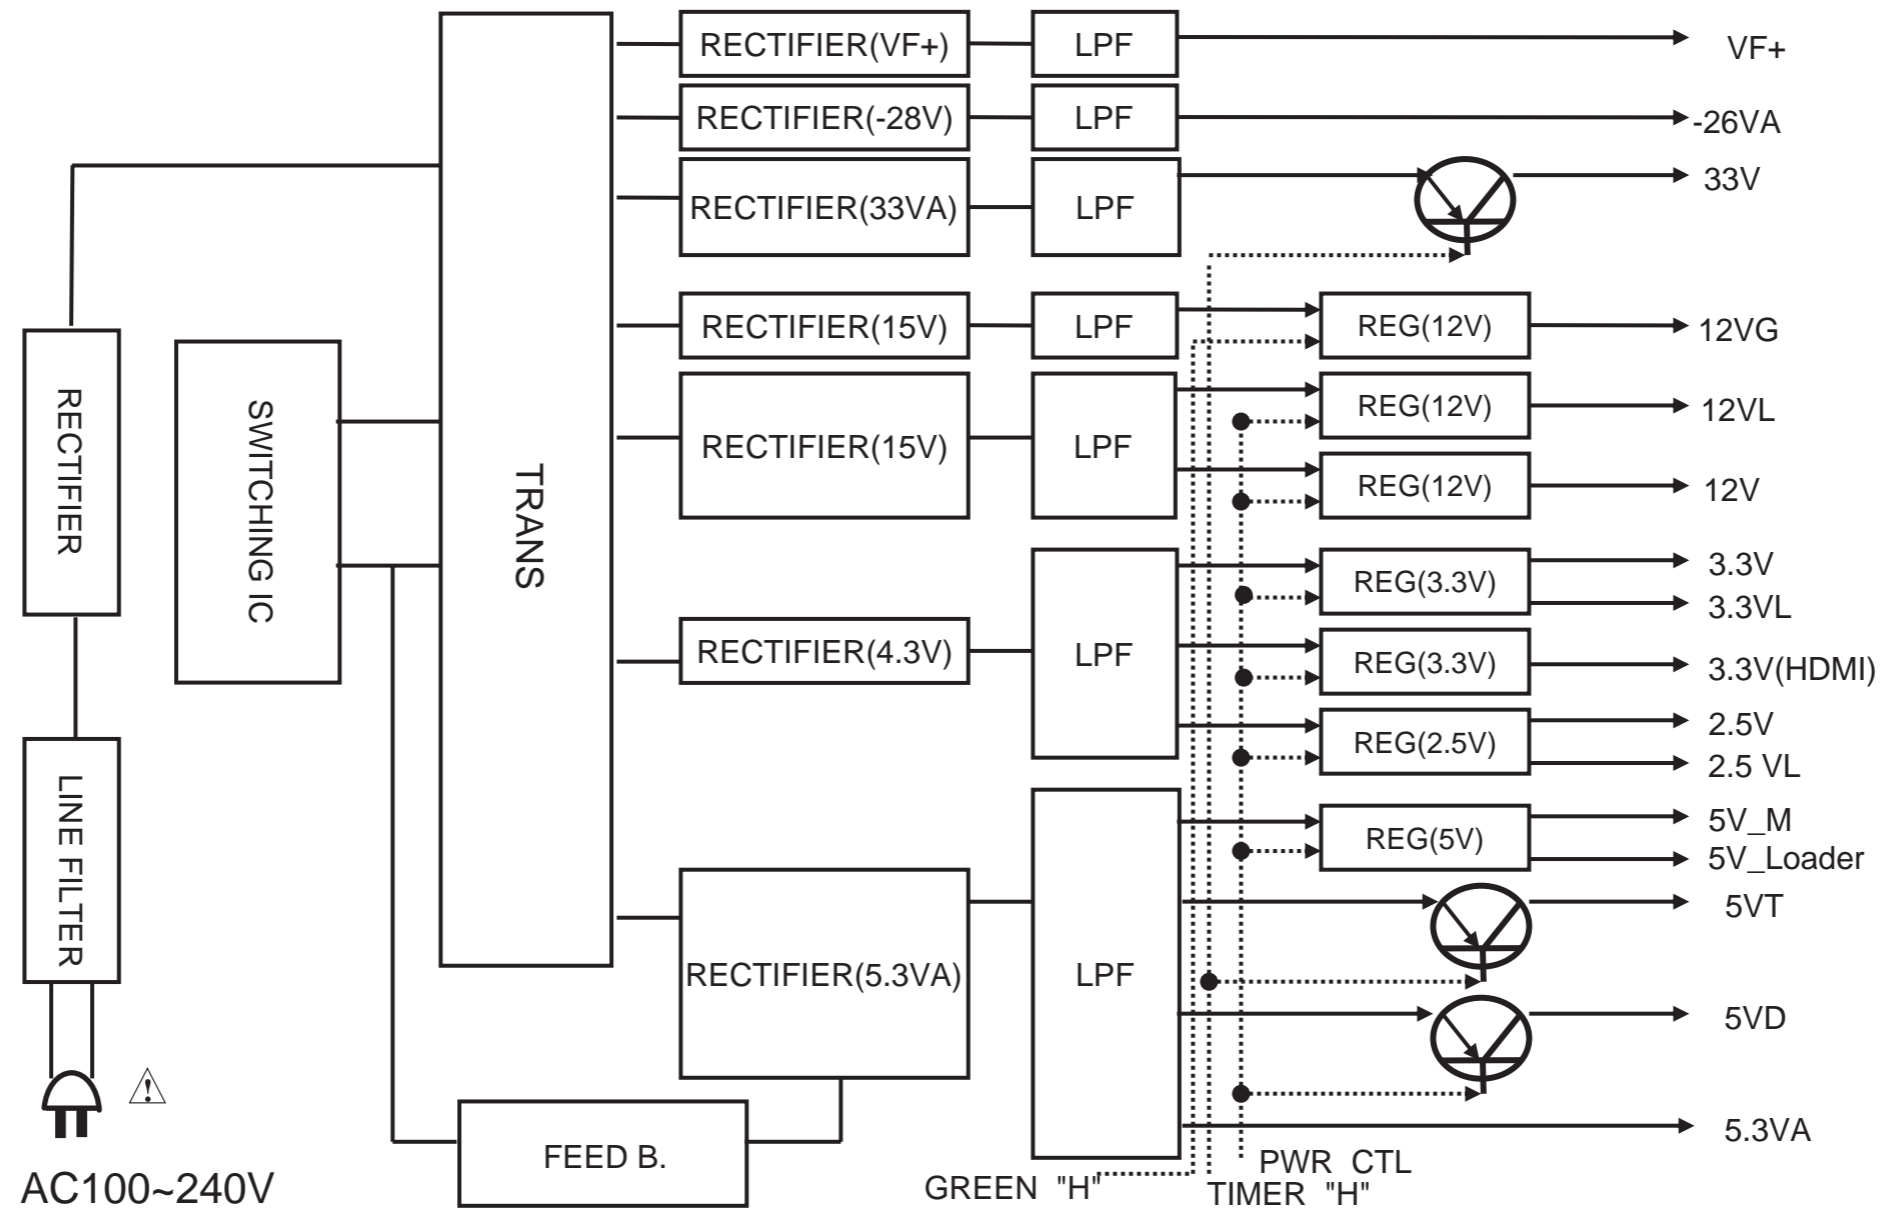 RECTIFIER(VF+)
LPF
VF+
RECTIFIER(-28V)
LPF
-26VA
RECTIFIER(33VA)
LPF
33V
RECTIFIER(15V)
LPF
REG(12V)
12VG
RECTIFIER(15V)
LPF
REG(12V)
12VL
REG(12V)
12V
RECTIFIER
SWITCHING IC
TRANS
RECTIFIER(4.3V)
LPF
REG(3.3V)
3.3V
3.3VL
REG(3.3V)
3.3V(HDMI)
REG(2.5V)
2.5V
2.5 VL
LINE FILTER
RECTIFIER(5.3VA)
LPF
REG(5V)
5V_M
5V_Loader
5VT
5VD
5.3VA
FEED B.
AC100~240V
GREEN "H"
PWR CTL
TIMER "H"